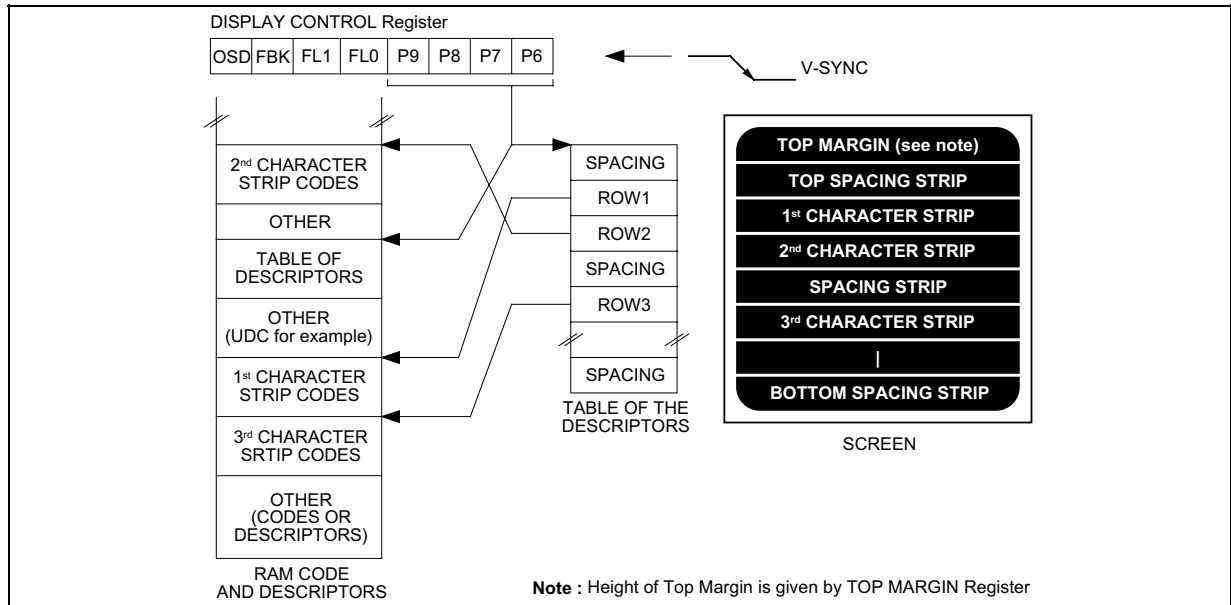 DISPLAY CONTROL Register
OSD FBK FL1 FL0 P9 P8 P7 P6
V-SYNC
2nd CHARACTER
STRIP CODES
OTHER
TABLE OF
DESCRIPTORS
OTHER
(UDC for example)
1st CHARACTER
STRIP CODES
3rd CHARACTER
SRTIP CODES
OTHER
(CODES OR
DESCRIPTORS)
RAM CODE
AND DESCRIPTORS
SPACING
ROW1
ROW2
SPACING
ROW3
SPACING
TABLE OF THE
DESCRIPTORS
TOP MARGIN (see note)
TOP SPACING STRIP
1st CHARACTER STRIP
2nd CHARACTER STRIP
SPACING STRIP
3rd CHARACTER STRIP
|
BOTTOM SPACING STRIP
SCREEN
Note : Height of Top Margin is given by TOP MARGIN Register